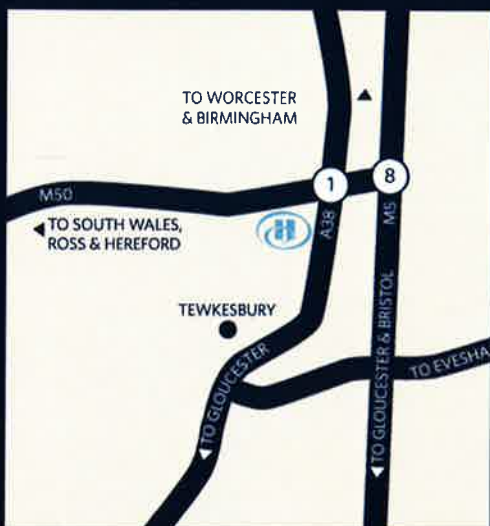 TO WORCESTER
& BIRMINGHAM
M50
1
8
TO SOUTH WALES,
ROSS & HEREFORD
H
A38
M5
TEWKESBURY
TO GLOUCESTER
TO GLOUCESTER & BRISTOL
TO EVESHA